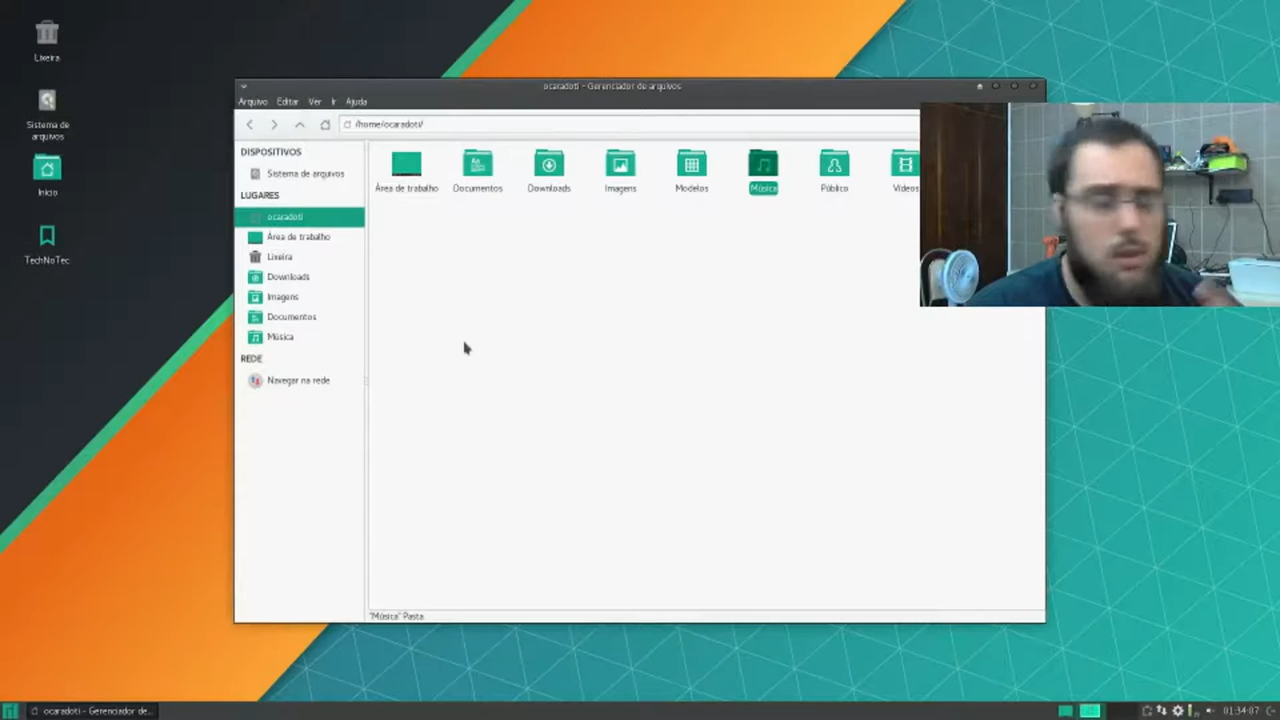 Lixeira
Sistema de
arquivos
Início
TechNoTec
ocaradoti - Gerenciador de arquivos
Arquivo Editar Ver Ir Ajuda
/home/ocaradoti/
DISPOSITIVOS
Sistema de arquivos
LUGARES
ocaradoti
Área de trabalho
Lixeira
Downloads
Imagens
Documentos
Música
REDE
Navegar na rede
Área de trabalho Documentos Downloads Imagens Modelos Música Público Vídeos
"Música" Pasta
ocaradoti - Gerenciador de...
01:34:07